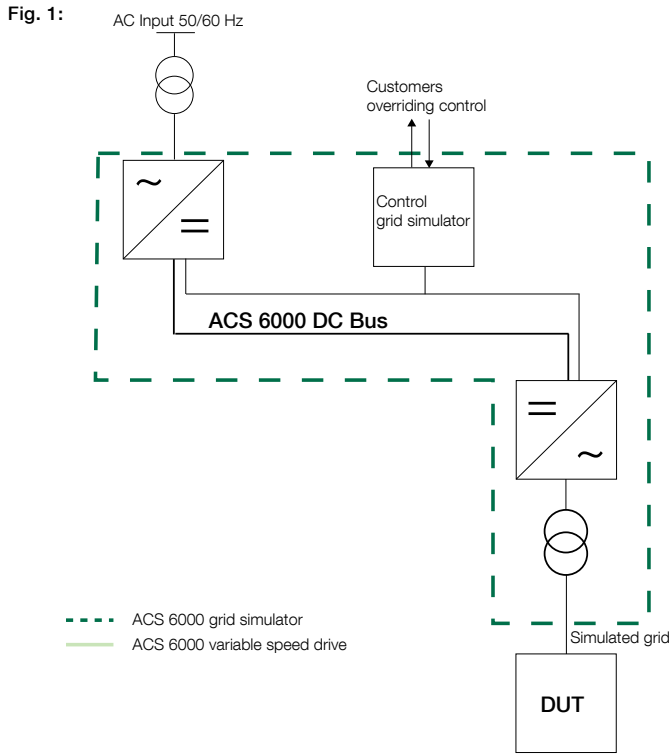 Fig. 1:
AC Input 50/60 Hz
Customers
overriding control
Control
grid simulator
ACS 6000 DC Bus
ACS 6000 grid simulator
Simulated grid
ACS 6000 variable speed drive
DUT